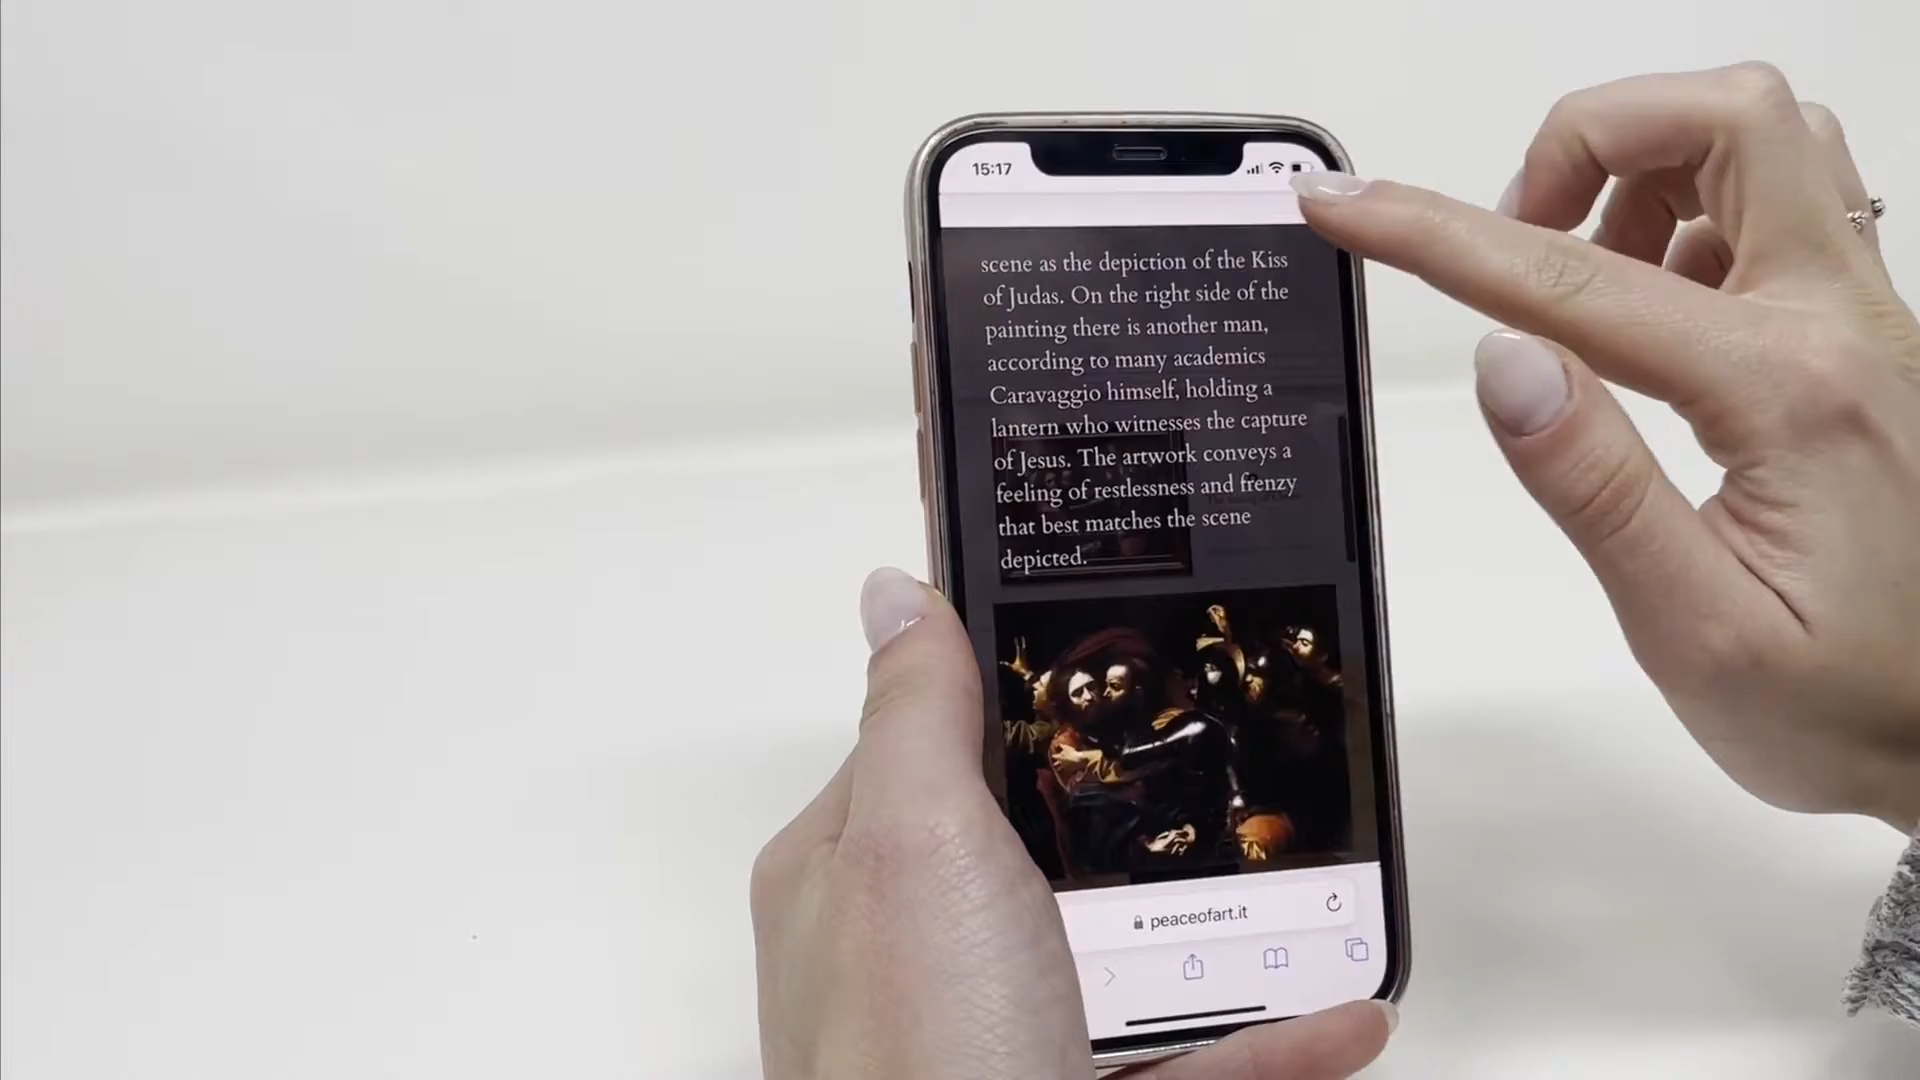 15:17
scene as the depiction of the Kiss
of Judas. On the right side of the
painting there is another man,
according to many academics
Caravaggio himself, holding a
lantern who witnesses the capture
of Jesus. The artwork conveys a
feeling of restlessness and frenzy
that best matches the scene
depicted.
peaceofart.it